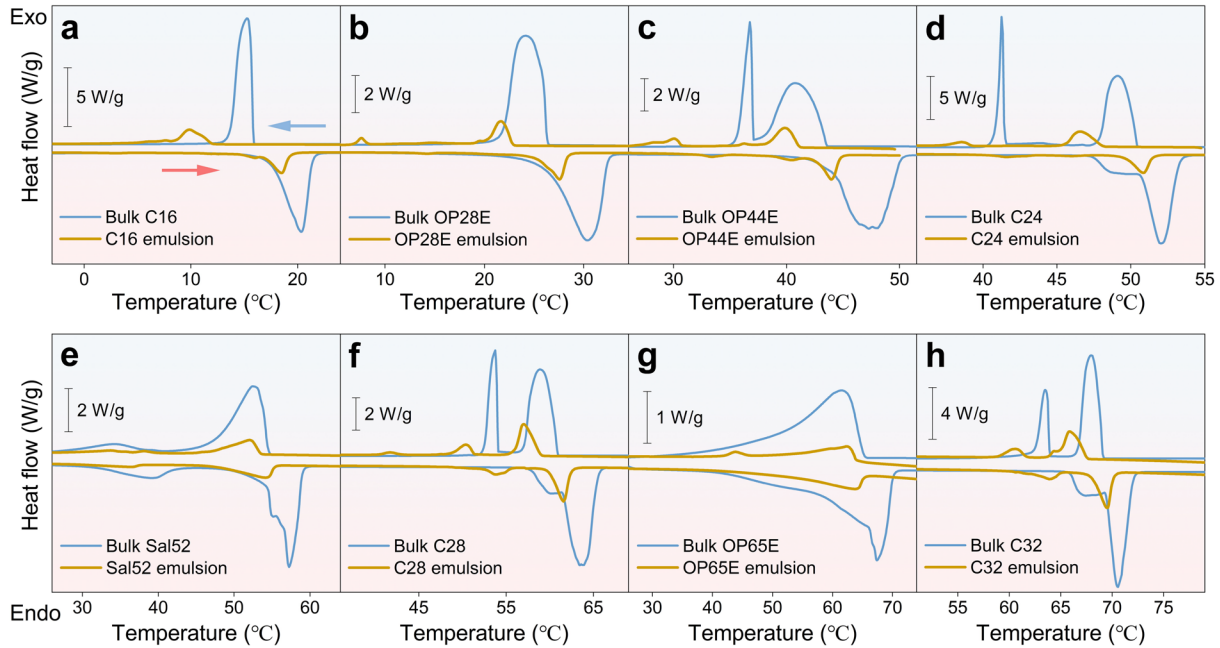 Exo
a
b
c
d
Heat flow (W/g)
5 W/g
2 W/g
2 W/g
5 W/g
Bulk C16
C16 emulsion
Bulk OP28E
OP28E emulsion
Bulk OP44E
OP44E emulsion
Bulk C24
C24 emulsion
0 10 20
10 20 30
30 40 50
40 45 50 55
Temperature (℃)
Temperature (℃)
Temperature (℃)
Temperature (℃)
e
f
g
h
Heat flow (W/g)
2 W/g
2 W/g
1 W/g
4 W/g
Bulk Sal52
Sal52 emulsion
Bulk C28
C28 emulsion
Bulk OP65E
OP65E emulsion
Bulk C32
C32 emulsion
Endo
30 40 50 60
45 55 65
30 40 50 60 70
55 60 65 70 75
Temperature (℃)
Temperature (℃)
Temperature (℃)
Temperature (℃)